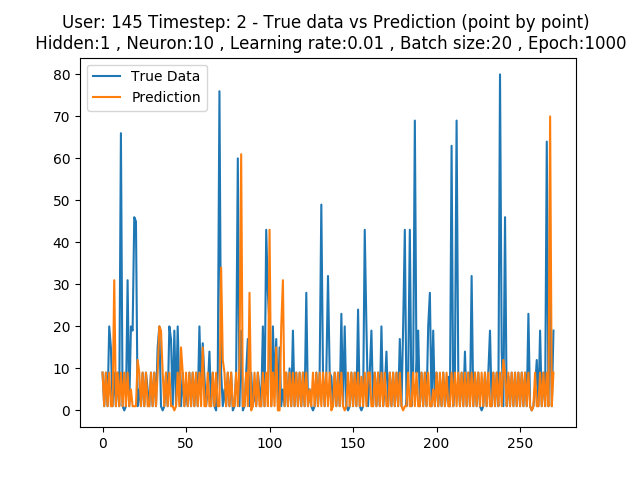 User: 145 Timestep: 2 - True data vs Prediction (point by point)
Hidden:1 , Neuron:10 , Learning rate:0.01 , Batch size:20 , Epoch:1000
True Data
Prediction
80
70
60
50
40
30
20
10
0
0 50 100 150 200 250